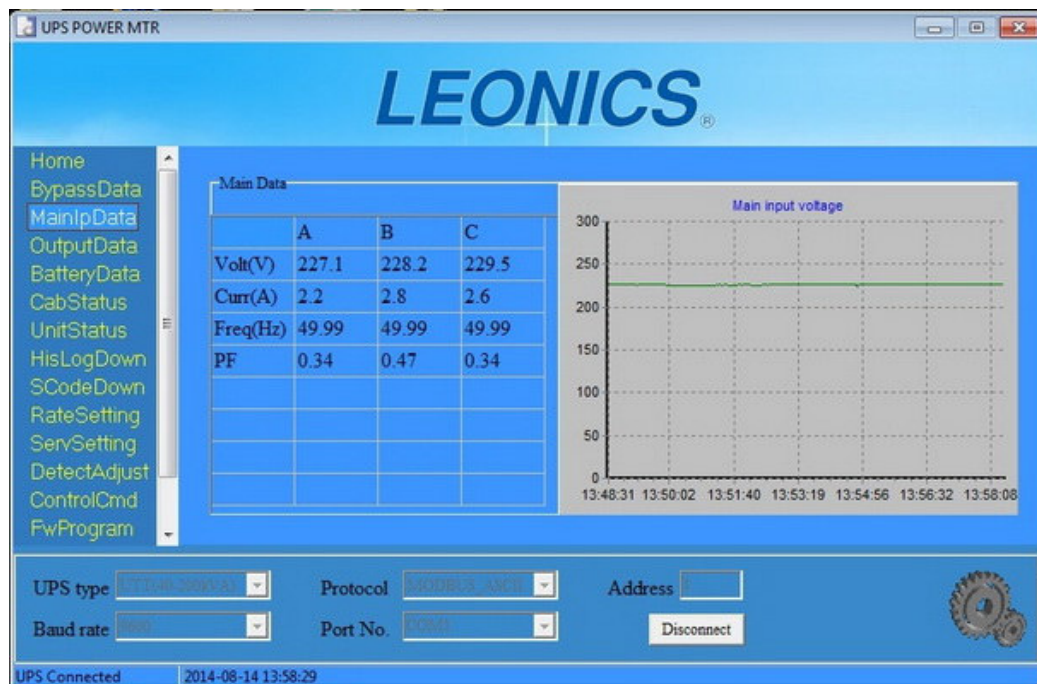 UPS POWER MTR
LEONICS ®
Home
BypassData
MainIpData
OutputData
BatteryData
CabStatus
UnitStatus
HisLogDown
SCodeDown
RateSetting
ServSetting
DetectAdjust
ControlCmd
FwProgram
Main Data
A B C
Volt(V) 227.1 228.2 229.5
Curr(A) 2.2 2.8 2.6
Freq(Hz) 49.99 49.99 49.99
PF 0.34 0.47 0.34
Main input voltage
300
250
200
150
100
50
0
13:48:31 13:50:02 13:51:40 13:53:19 13:54:56 13:56:32 13:58:08
UPS type
Protocol MODBUS_ASCII
Address
Baud rate 9600
Port No. COM1
Disconnect
UPS Connected 2014-08-14 13:58:29